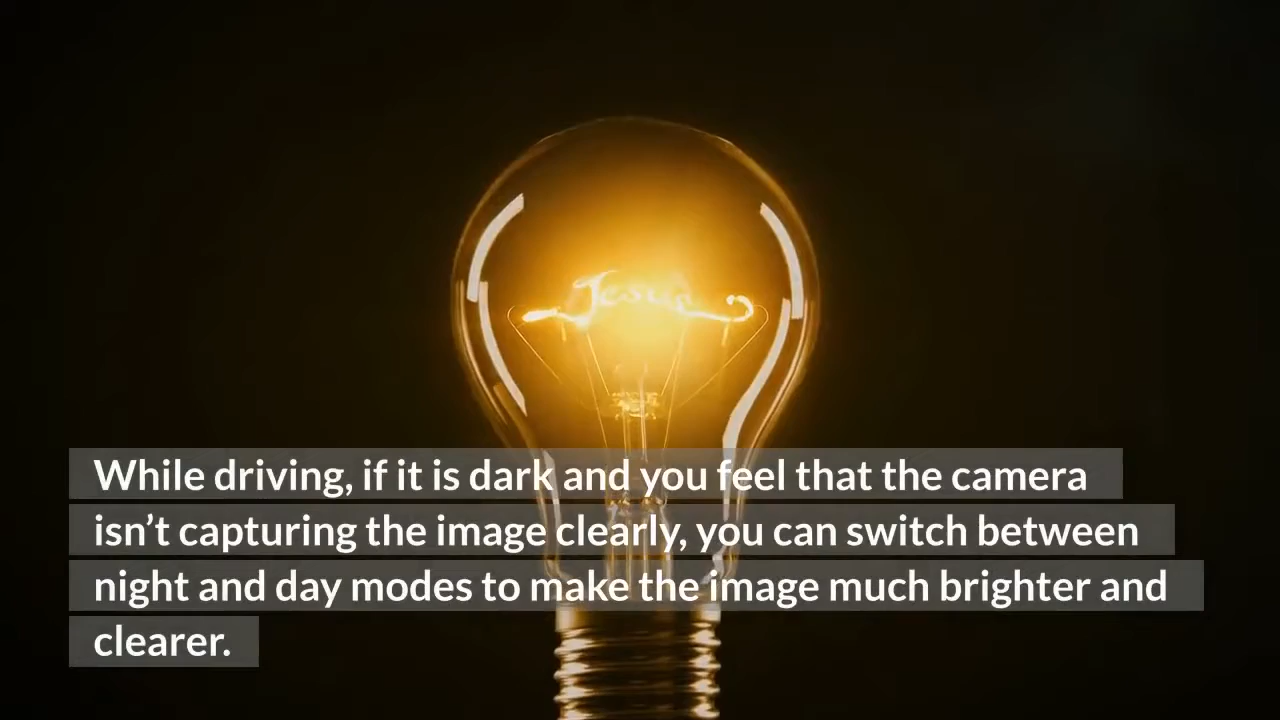 Jesus
While driving, if it is dark and you feel that the camera
isn’t capturing the image clearly, you can switch between
night and day modes to make the image much brighter and
clearer.